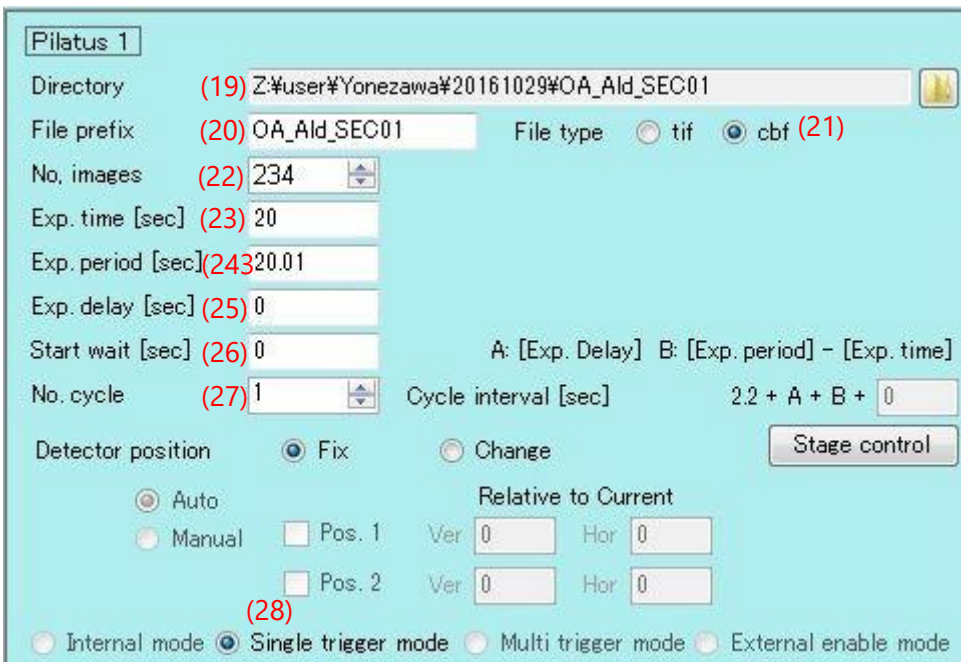 Pilatus 1
Directory (19) Z:¥user¥Yonezawa¥20161029¥OA_Ald_SEC01
File prefix (20) OA_Ald_SEC01 File type tif cbf (21)
No, images (22) 234
Exp. time [sec] (23) 20
Exp. period [sec] (243 20.01
Exp. delay [sec] (25) 0
Start wait [sec] (26) 0 A: [Exp. Delay] B: [Exp. period] - [Exp. time]
No. cycle (27) 1 Cycle interval [sec] 2.2 + A + B + 0
Detector position Fix Change Stage control
Auto Relative to Current
Manual Pos. 1 Ver 0 Hor 0
Pos. 2 Ver 0 Hor 0
(28)
Internal mode Single trigger mode Multi trigger mode External enable mode